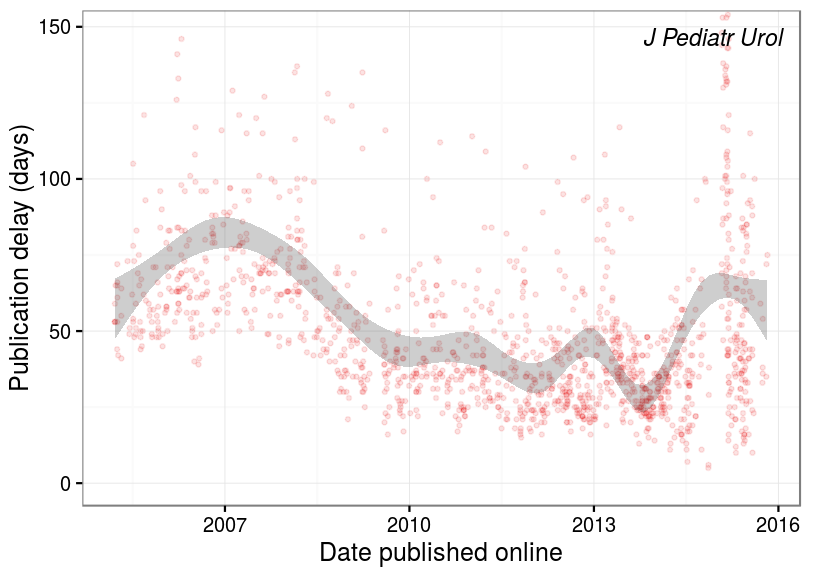 J Pediatr Urol
Publication delay (days)
150
100
50
0
2007 2010 2013 2016
Date published online